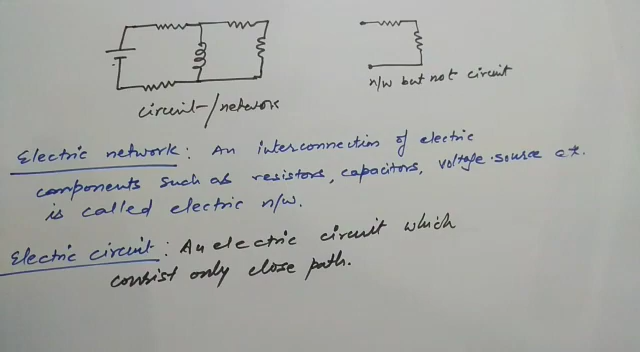 circuit/network
n/w but not circuit
Electric network: An interconnection of electric
components such as resistors, capacitors, voltage source et.
is called electric n/w.
Electric circuit: An electric circuit which
consist only close path.